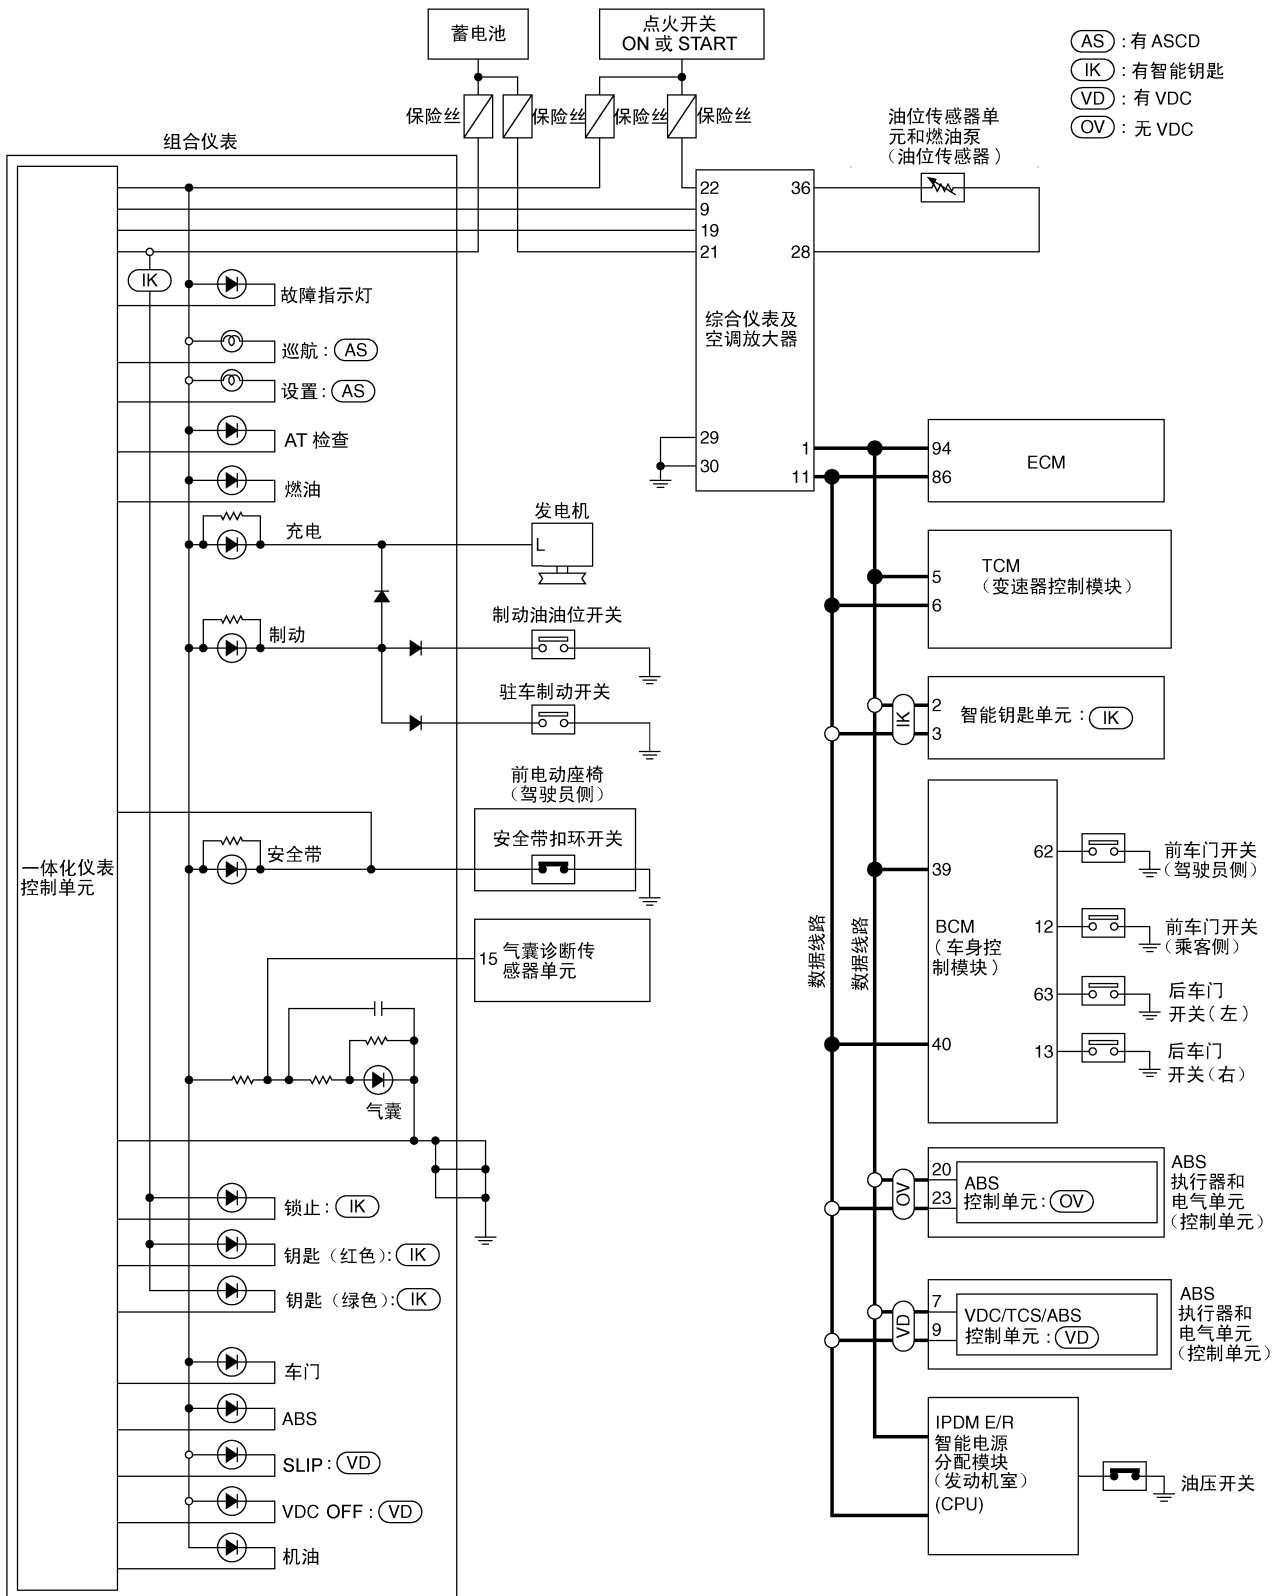 蓄电池
点火开关
ON 或 START
AS : 有 ASCD
IK : 有智能钥匙
VD : 有 VDC
OV : 无 VDC
保险丝
保险丝
保险丝
保险丝
油位传感器单
元和燃油泵
（油位传感器）
组合仪表
22
9
19
21
36
28
综合仪表及
空调放大器
29
30
1
11
IK
故障指示灯
巡航 : AS
设置 : AS
AT 检查
燃油
充电
发电机
L
制动
制动油油位开关
驻车制动开关
前电动座椅
（驾驶员侧）
安全带扣环开关
安全带
一体化仪表
控制单元
15
气囊诊断传
感器单元
气囊
锁止 : IK
钥匙（红色）: IK
钥匙（绿色）: IK
车门
ABS
SLIP : VD
VDC OFF : VD
机油
94
86
ECM
5
6
TCM
（变速器控制模块）
IK
2
3
智能钥匙单元 : IK
数据线路
数据线路
39
40
BCM
（车身控
制模块）
62
12
63
13
前车门开关
（驾驶员侧）
前车门开关
（乘客侧）
后车门
开关（左）
后车门
开关（右）
OV
20
23
ABS
控制单元 : OV
ABS
执行器和
电气单元
（控制单元）
VD
7
9
VDC/TCS/ABS
控制单元 : VD
ABS
执行器和
电气单元
（控制单元）
IPDM E/R
智能电源
分配模块
（发动机室）
(CPU)
油压开关